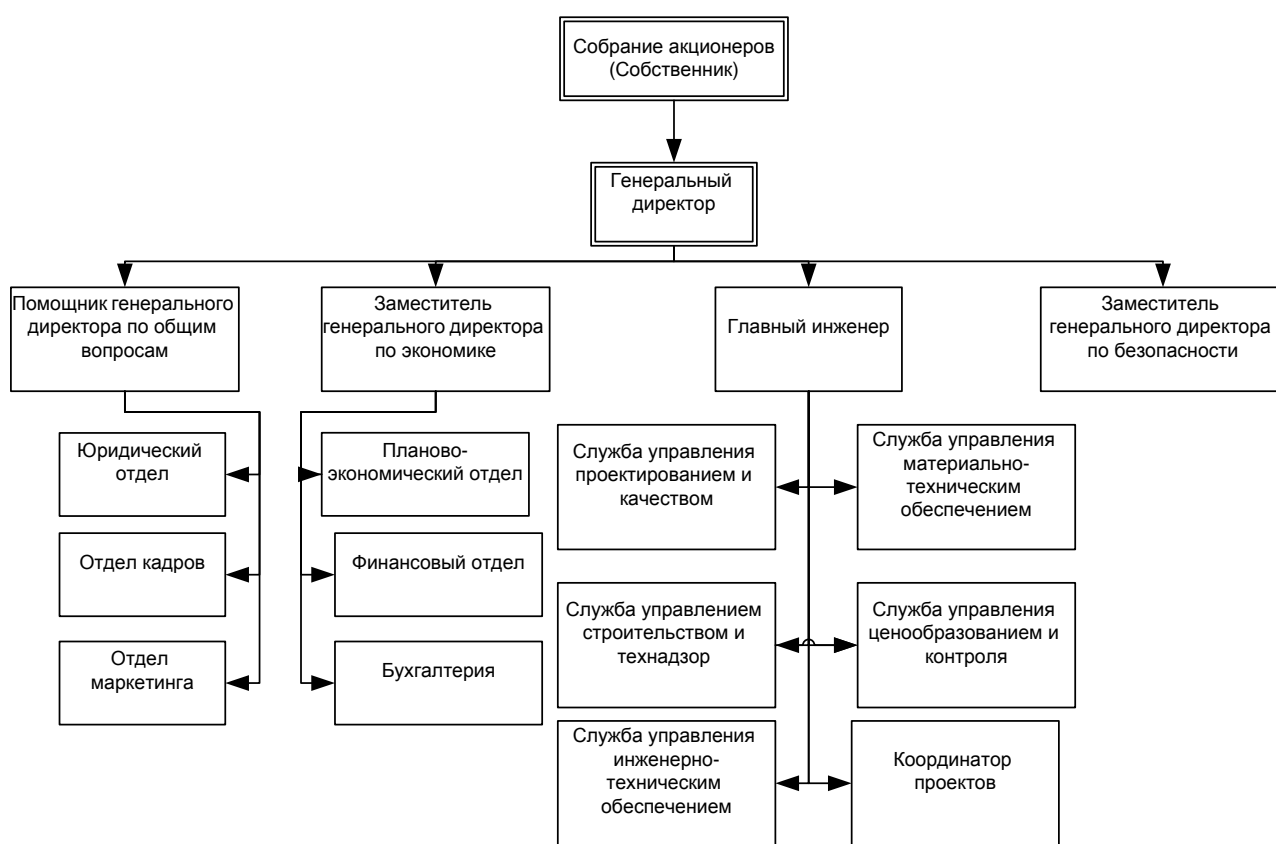 Собрание акционеров
(Собственник)
Генеральный
директор
Помощник генерального
директора по общим
вопросам
Заместитель
генерального директора
по экономике
Главный инженер
Заместитель
генерального директора
по безопасности
Юридический
отдел
Отдел кадров
Отдел
маркетинга
Планово-
экономический отдел
Финансовый отдел
Бухгалтерия
Служба управления
проектированием и
качеством
Служба управления
материально-
техническим
обеспечением
Служба управлением
строительством и
технадзор
Служба управления
ценообразованием и
контроля
Служба управления
инженерно-
техническим
обеспечением
Координатор
проектов